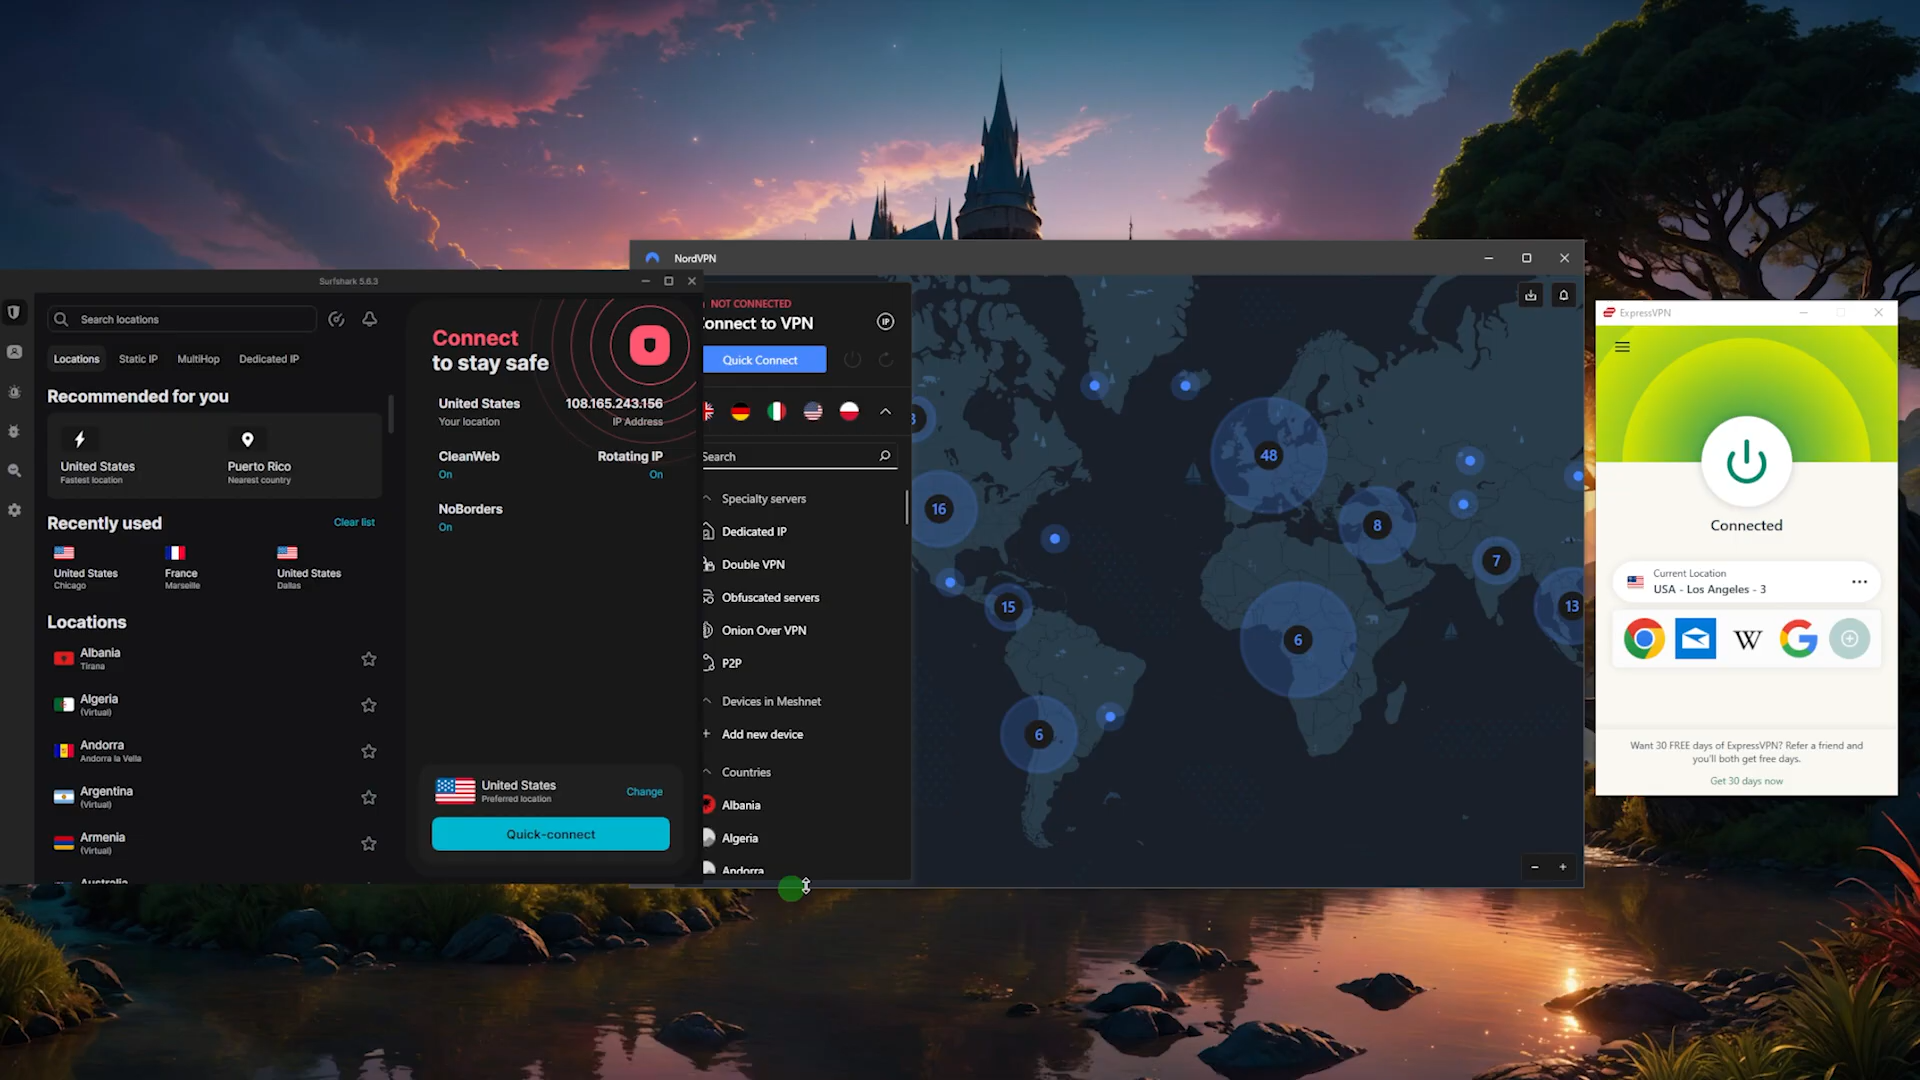 Surfshark 5.6.3
Search locations
Locations
Static IP
MultiHop
Dedicated IP
Recommended for you
United States
Fastest location
Puerto Rico
Nearest country
Recently used
Clear list
United States
Chicago
France
Marseille
United States
Dallas
Locations
Albania
Tirana
Algeria
(Virtual)
Andorra
Andorra la Vella
Argentina
(Virtual)
Armenia
(Virtual)
Australia
Connect
to stay safe
United States
Your location
108.165.243.156
IP Address
CleanWeb
On
Rotating IP
On
NoBorders
On
United States
Preferred location
Change
Quick-connect
NordVPN
NOT CONNECTED
onnect to VPN
IP
Quick Connect
Search
Specialty servers
Dedicated IP
Double VPN
Obfuscated servers
Onion Over VPN
P2P
Devices in Meshnet
Add new device
Countries
Albania
Algeria
Andorra
3
16
15
6
48
8
6
7
13
ExpressVPN
Connected
Current Location
USA - Los Angeles - 3
W
G
Want 30 FREE days of ExpressVPN? Refer a friend and
you'll both get free days.
Get 30 days now